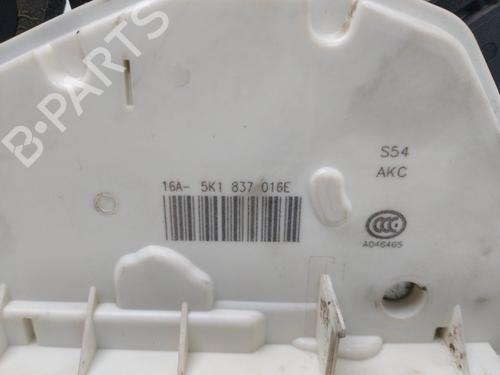 B-PARTS
16A- 5K1 837 016E
S54
AKC
CCC
A046465